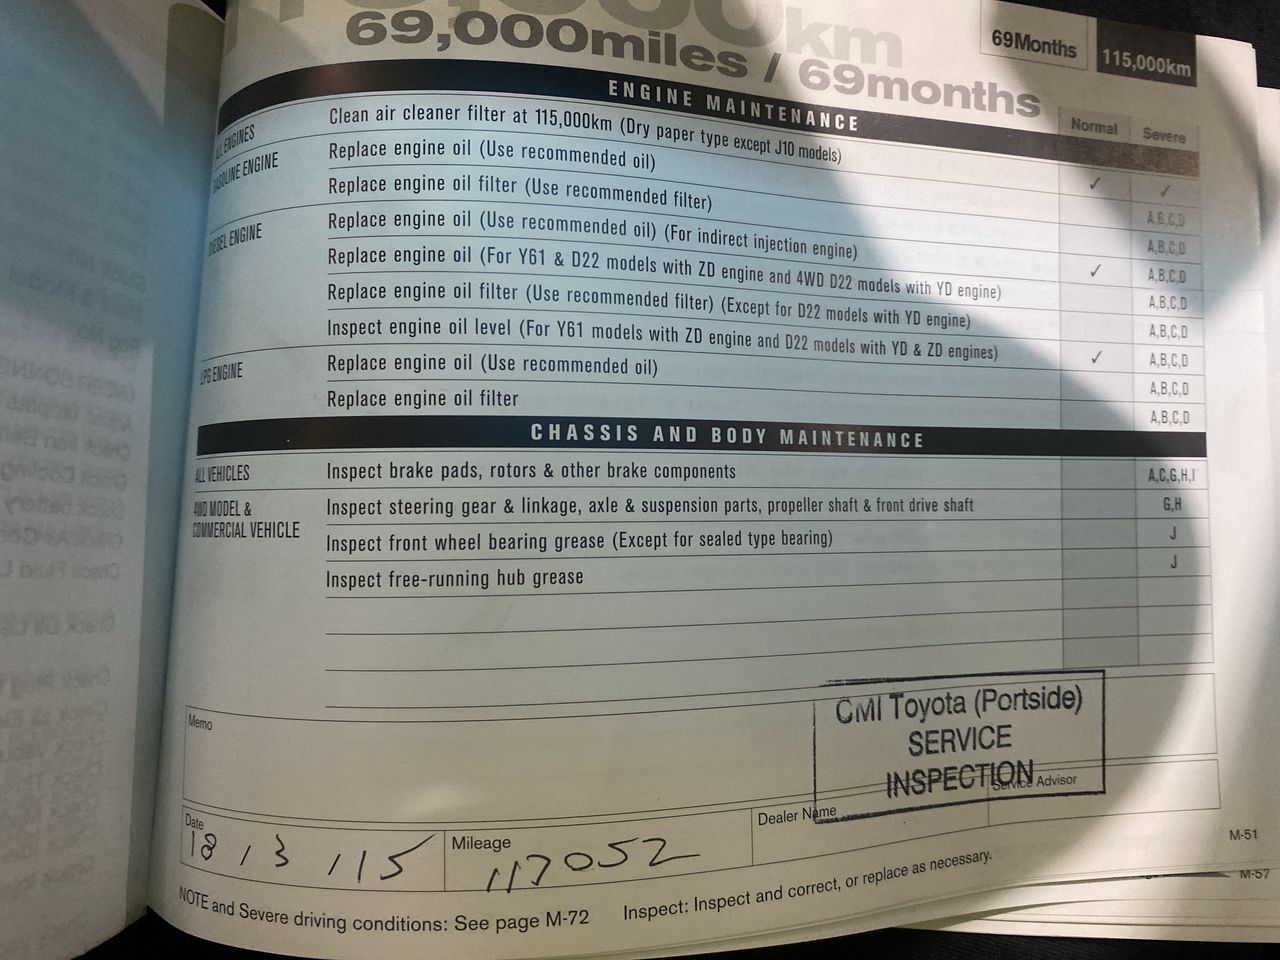 69,000miles / 69months
69Months
115,000km
Normal Severe
ENGINE MAINTENANCE
ALL ENGINES Clean air cleaner filter at 115,000km (Dry paper type except J10 models) ✓ ✓
GASOLINE ENGINE Replace engine oil (Use recommended oil) A,B,C,D
Replace engine oil filter (Use recommended filter) A,B,C,D
DIESEL ENGINE Replace engine oil (Use recommended oil) (For indirect injection engine) ✓ A,B,C,D
Replace engine oil (For Y61 & D22 models with ZD engine and 4WD D22 models with YD engine) A,B,C,D
Replace engine oil filter (Use recommended filter) (Except for D22 models with YD engine) A,B,C,D
Inspect engine oil level (For Y61 models with ZD engine and D22 models with YD & ZD engines) ✓ A,B,C,D
LPG ENGINE Replace engine oil (Use recommended oil) A,B,C,D
Replace engine oil filter A,B,C,D
CHASSIS AND BODY MAINTENANCE
ALL VEHICLES Inspect brake pads, rotors & other brake components A,C,G,H,I
4WD MODEL & COMMERCIAL VEHICLE Inspect steering gear & linkage, axle & suspension parts, propeller shaft & front drive shaft G,H
Inspect front wheel bearing grease (Except for sealed type bearing) J
Inspect free-running hub grease J
Memo
CMI Toyota (Portside)
SERVICE
INSPECTION
Date 18 / 3 / 15
Mileage 117052
Dealer Name
Service Advisor
NOTE and Severe driving conditions: See page M-72
Inspect: Inspect and correct, or replace as necessary.
M-51
M-57